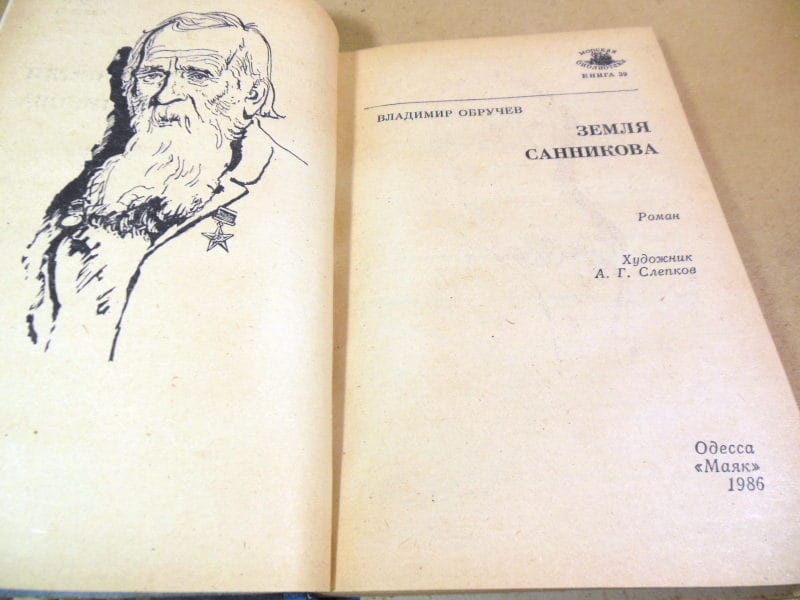 МОРСКАЯ
БИБЛИОТЕКА
КНИГА 39
ВЛАДИМИР ОБРУЧЕВ
ЗЕМЛЯ
САННИКОВА
Роман
Художник
А. Г. Слепков
Одесса
«Маяк»
1986